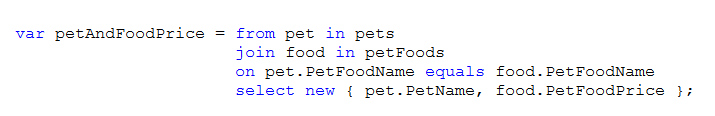 var petAndFoodPrice = from pet in pets
join food in petFoods
on pet.PetFoodName equals food.PetFoodName
select new { pet.PetName, food.PetFoodPrice };